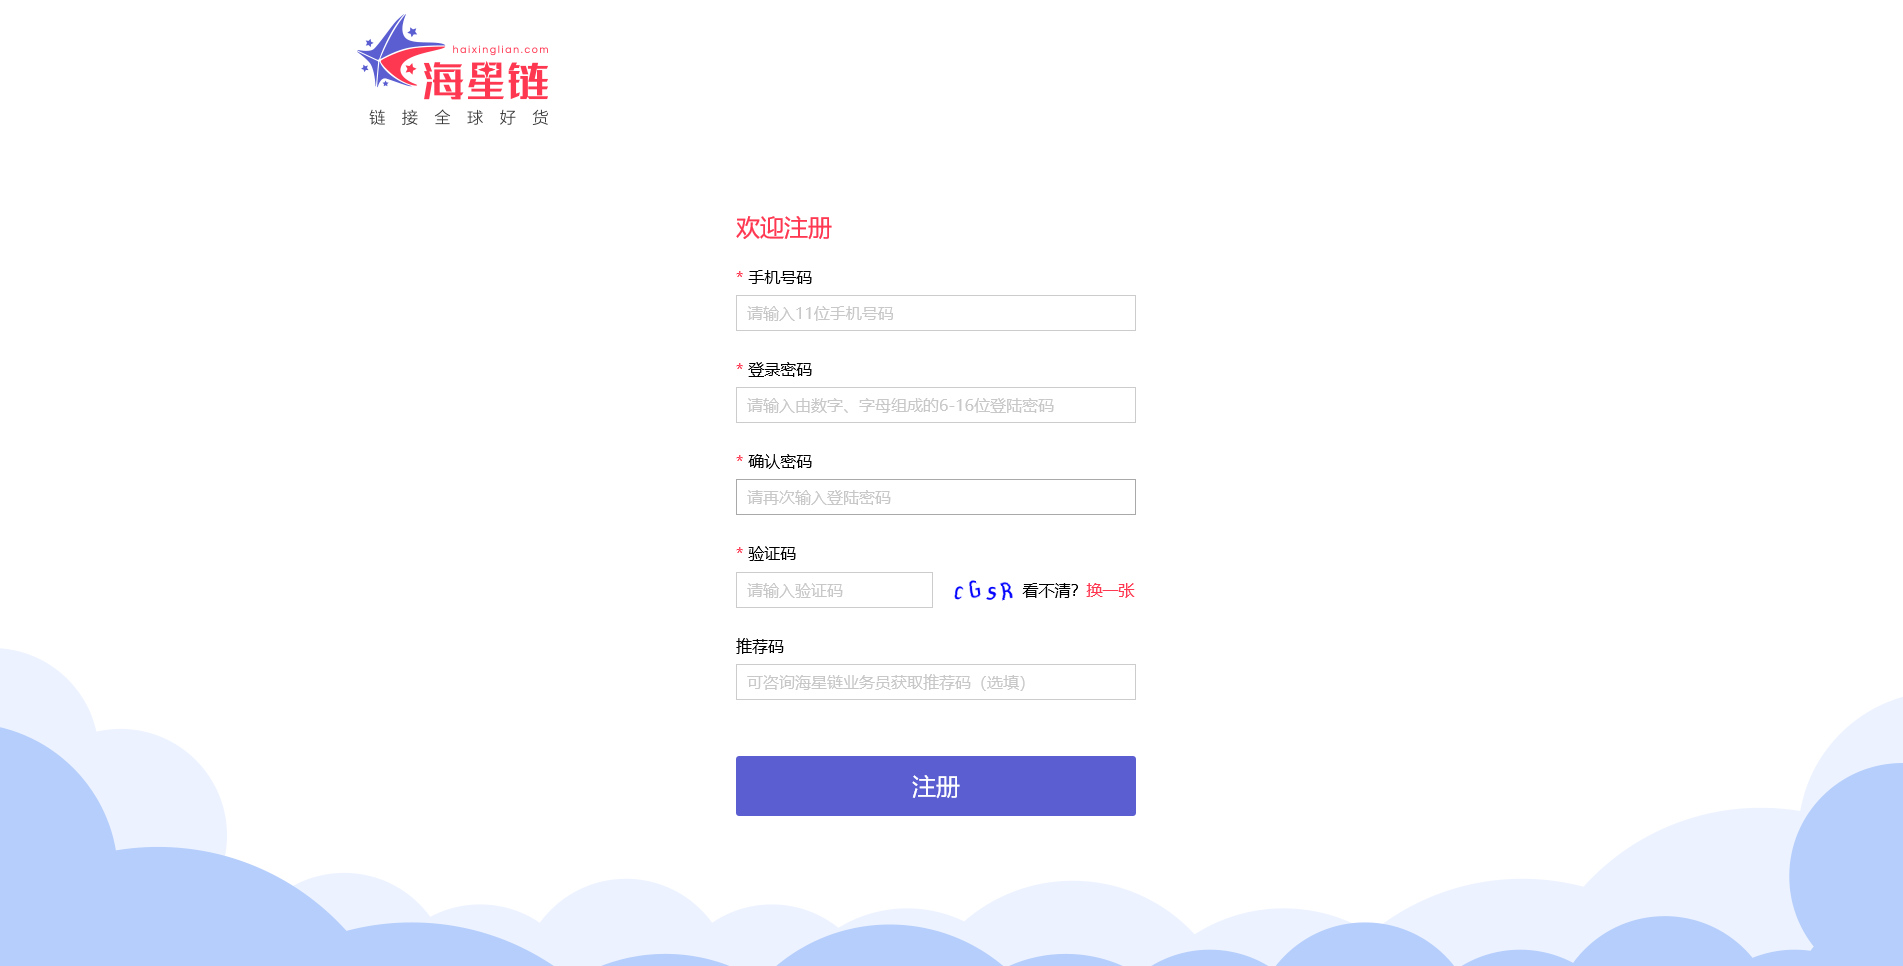 haixinglian.com
海星链
链接全球好货
欢迎注册
* 手机号码
请输入11位手机号码
* 登录密码
请输入由数字、字母组成的6-16位登陆密码
* 确认密码
请再次输入登陆密码
* 验证码
请输入验证码 CGSR 看不清? 换一张
推荐码
可咨询海星链业务员获取推荐码（选填）
注册